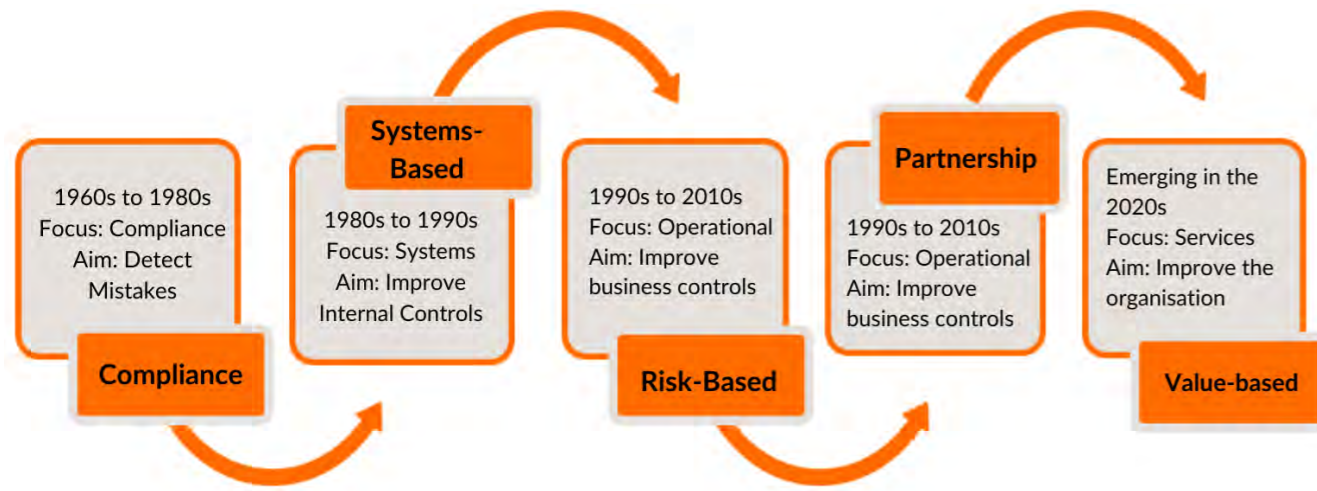 1960s to 1980s
Focus: Compliance
Aim: Detect
Mistakes
Compliance
Systems-
Based
1980s to 1990s
Focus: Systems
Aim: Improve
Internal Controls
1990s to 2010s
Focus: Operational
Aim: Improve
business controls
Risk-Based
Partnership
1990s to 2010s
Focus: Operational
Aim: Improve
business controls
Emerging in the
2020s
Focus: Services
Aim: Improve the
organisation
Value-based